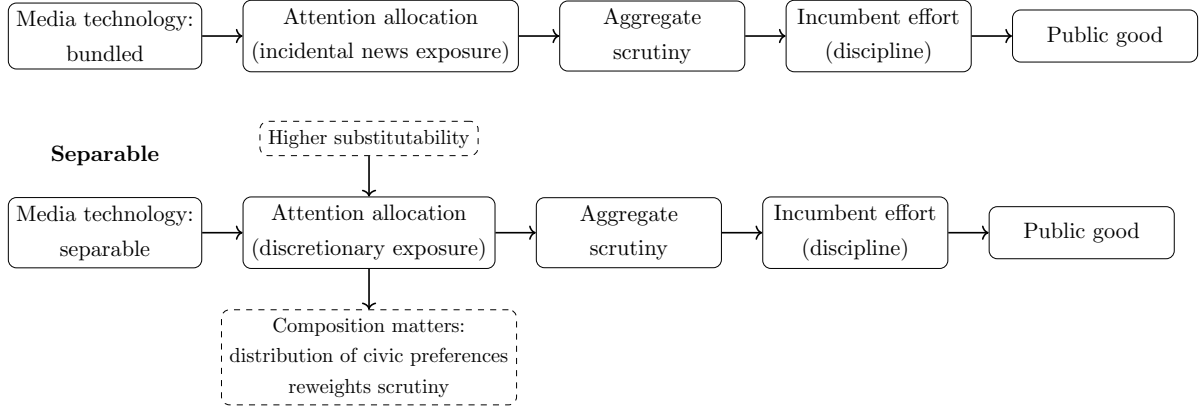 Media technology:
bundled
Attention allocation
(incidental news exposure)
Aggregate
scrutiny
Incumbent effort
(discipline)
Public good
Higher substitutability
Separable
Media technology:
separable
Attention allocation
(discretionary exposure)
Aggregate
scrutiny
Incumbent effort
(discipline)
Public good
Composition matters:
distribution of civic preferences
reweights scrutiny